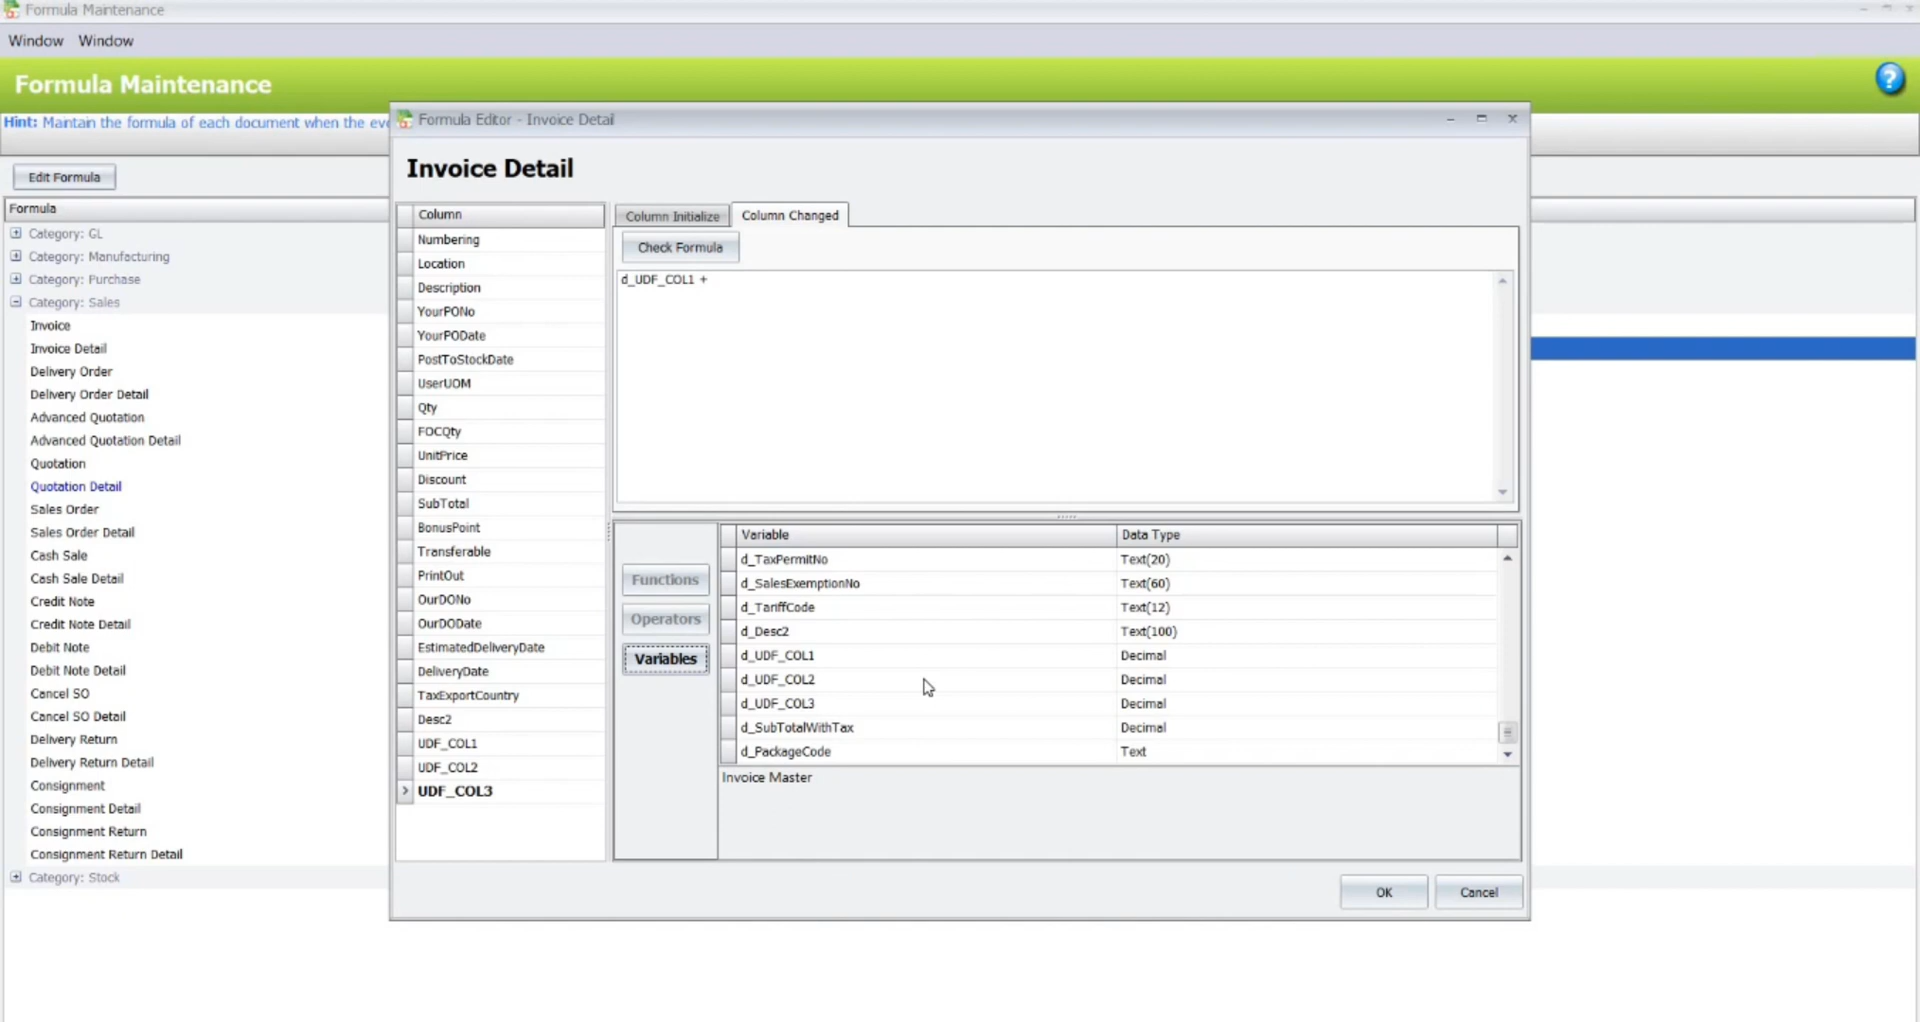 Formula Maintenance
Window Window
Formula Maintenance
?
Hint: Maintain the formula of each document when the eve
Edit Formula
Formula
Category: GL
Category: Manufacturing
Category: Purchase
Category: Sales
Invoice
Invoice Detail
Delivery Order
Delivery Order Detail
Advanced Quotation
Advanced Quotation Detail
Quotation
Quotation Detail
Sales Order
Sales Order Detail
Cash Sale
Cash Sale Detail
Credit Note
Credit Note Detail
Debit Note
Debit Note Detail
Cancel SO
Cancel SO Detail
Delivery Return
Delivery Return Detail
Consignment
Consignment Detail
Consignment Return
Consignment Return Detail
Category: Stock
Formula Editor - Invoice Detail
Invoice Detail
Column
Numbering
Location
Description
YourPONo
YourPODate
PostToStockDate
UserUOM
Qty
FOCQty
UnitPrice
Discount
SubTotal
BonusPoint
Transferable
PrintOut
OurDONo
OurDODate
EstimatedDeliveryDate
DeliveryDate
TaxExportCountry
Desc2
UDF_COL1
UDF_COL2
UDF_COL3
Column Initialize Column Changed
Check Formula
d_UDF_COL1 +
Functions
Operators
Variables
Variable Data Type
d_TaxPermitNo Text(20)
d_SalesExemptionNo Text(60)
d_TariffCode Text(12)
d_Desc2 Text(100)
d_UDF_COL1 Decimal
d_UDF_COL2 Decimal
d_UDF_COL3 Decimal
d_SubTotalWithTax Decimal
d_PackageCode Text
Invoice Master
OK Cancel